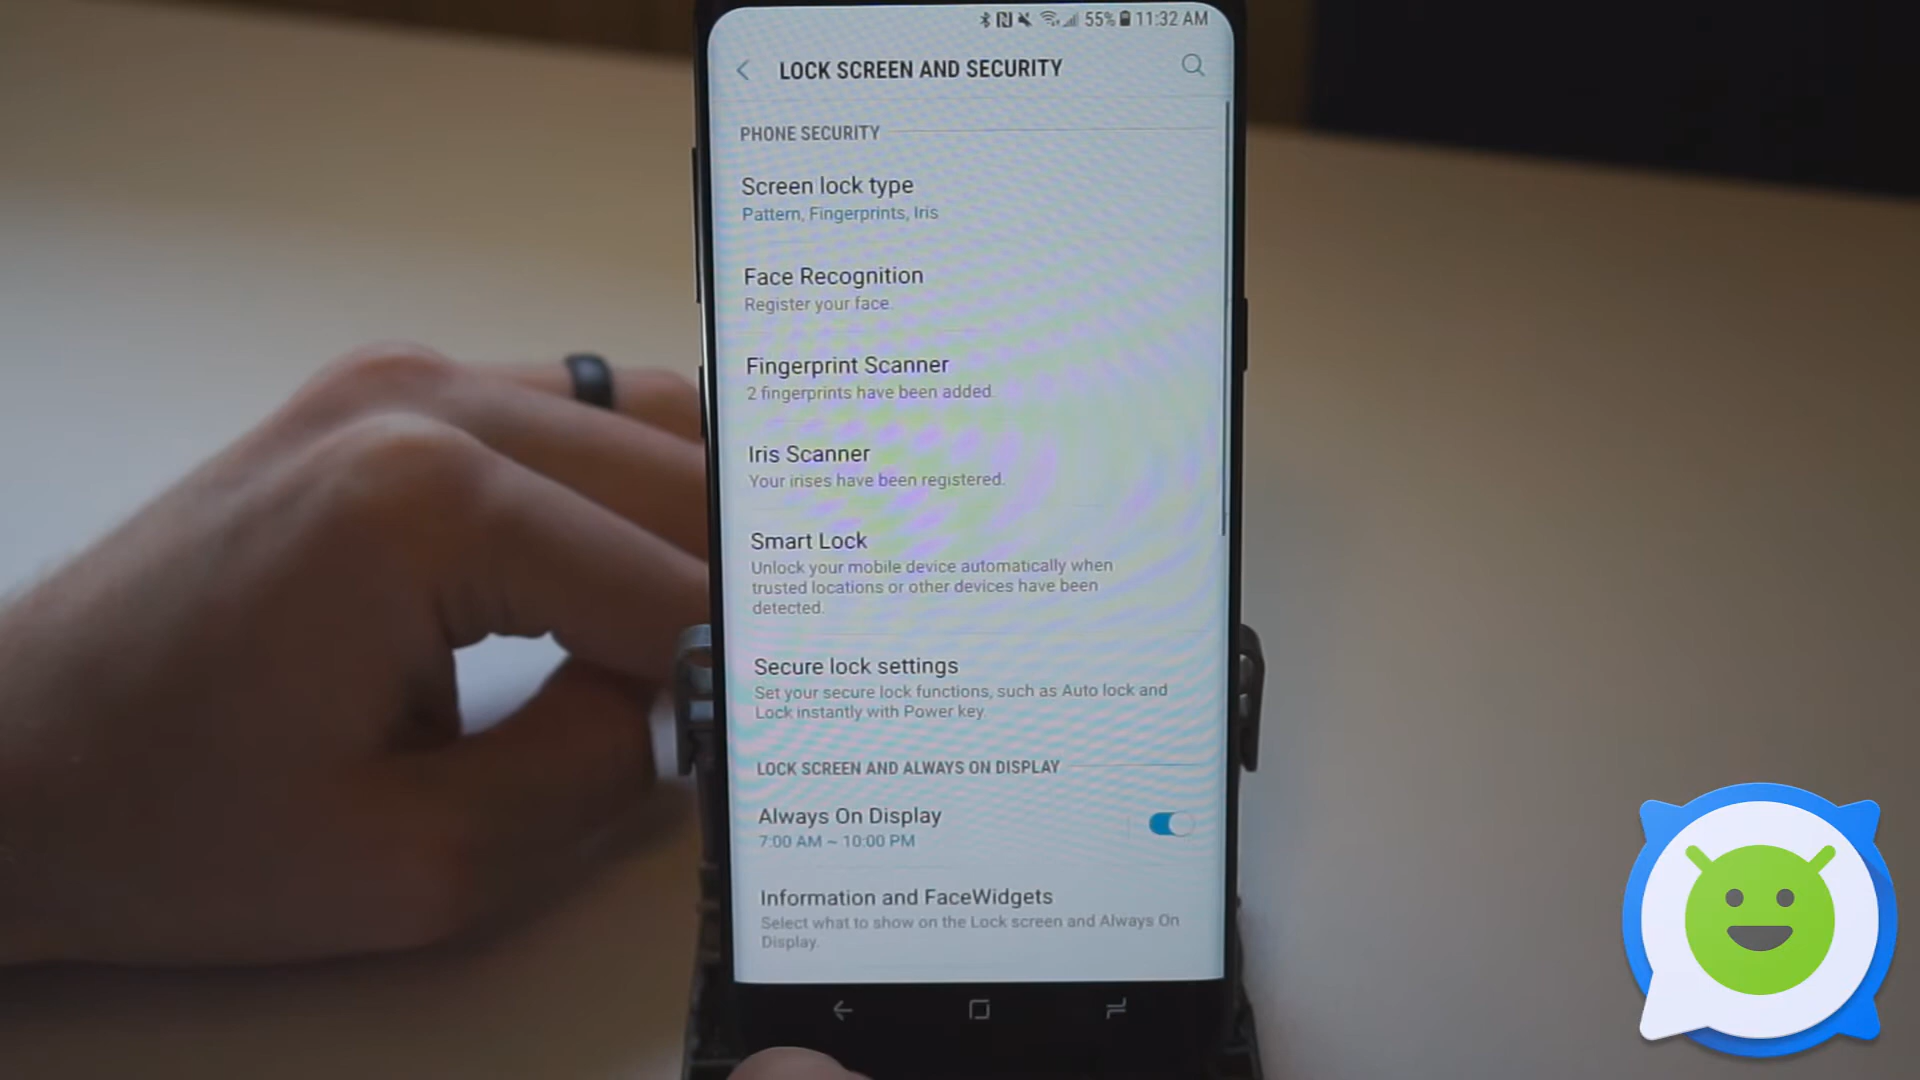 55% 11:32 AM
LOCK SCREEN AND SECURITY
PHONE SECURITY
Screen lock type
Pattern, Fingerprints, Iris
Face Recognition
Register your face.
Fingerprint Scanner
2 fingerprints have been added.
Iris Scanner
Your irises have been registered.
Smart Lock
Unlock your mobile device automatically when
trusted locations or other devices have been
detected.
Secure lock settings
Set your secure lock functions, such as Auto lock and
Lock instantly with Power key.
LOCK SCREEN AND ALWAYS ON DISPLAY
Always On Display
7:00 AM ~ 10:00 PM
Information and FaceWidgets
Select what to show on the Lock screen and Always On
Display.